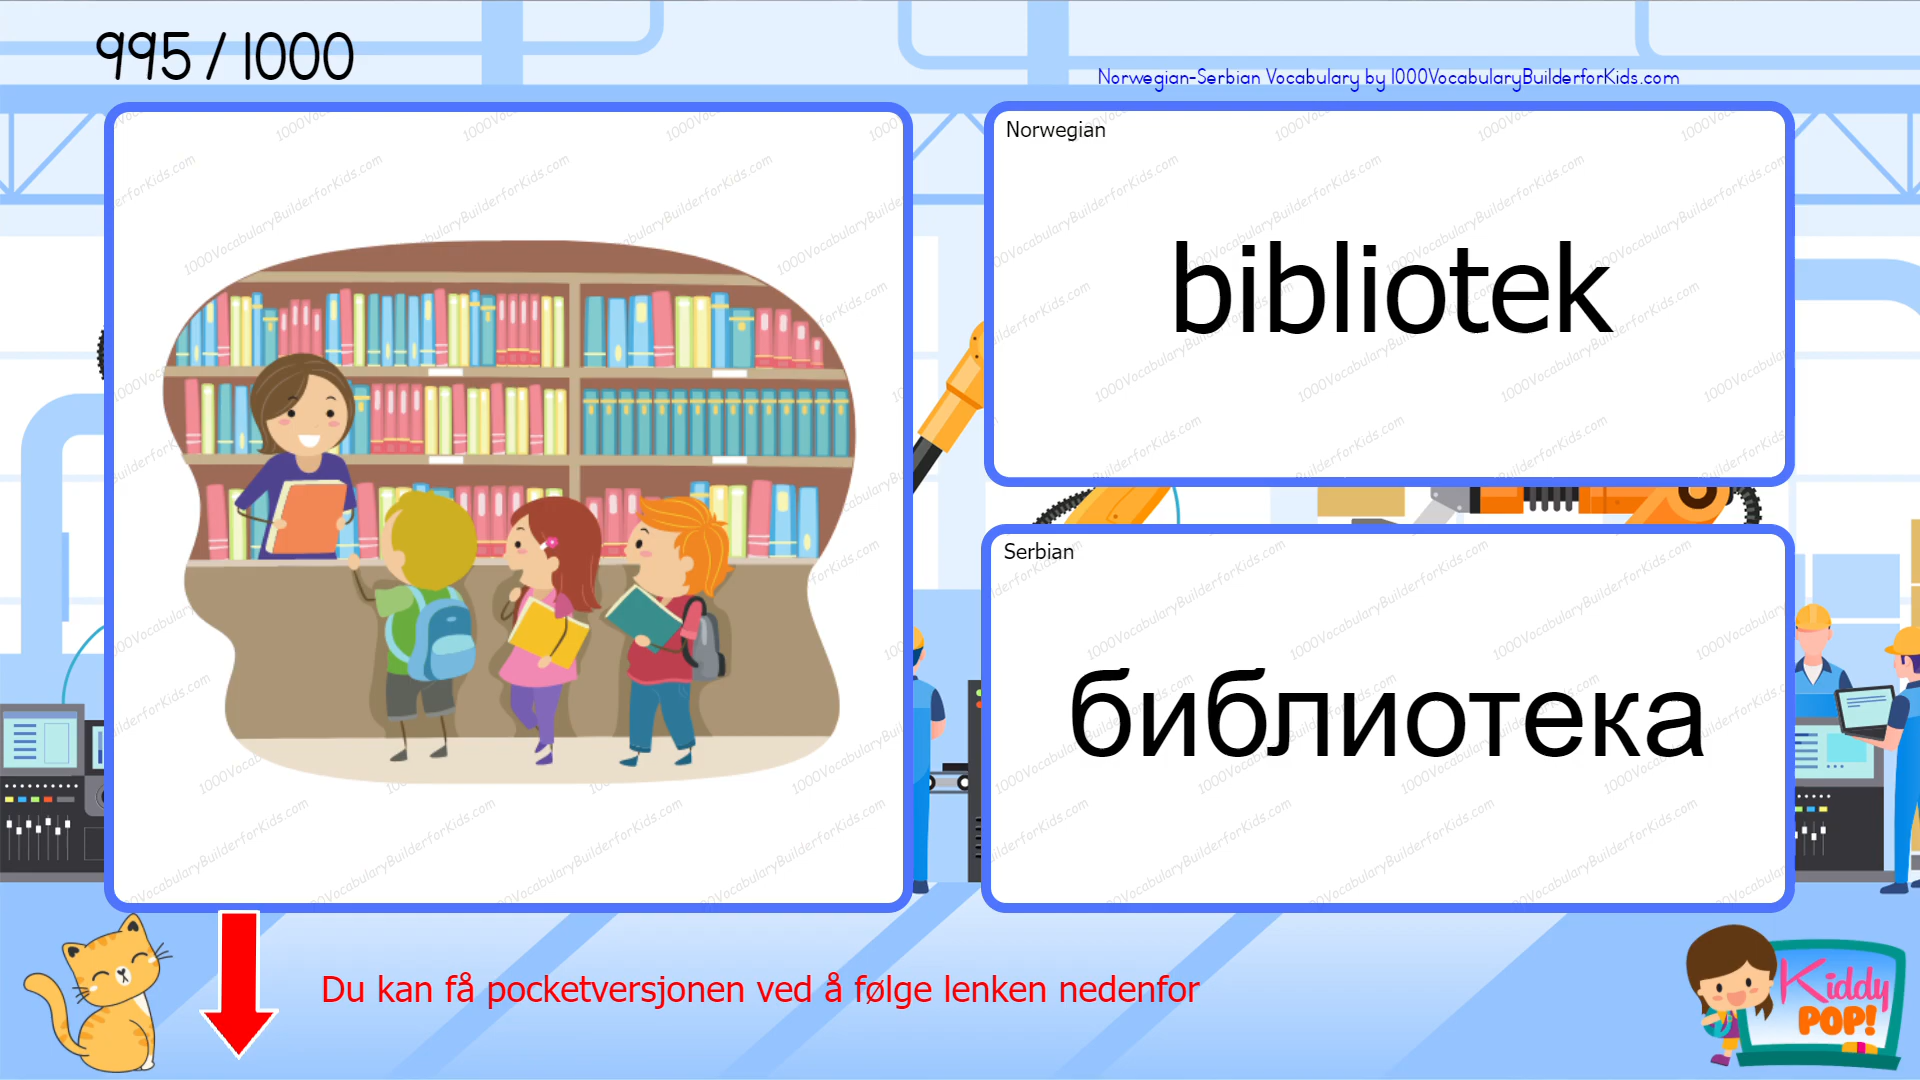 995 / 1000
Norwegian-Serbian Vocabulary by 1000VocabularyBuilderforKids.com
Norwegian
bibliotek
Serbian
библиотека
Du kan få pocketversjonen ved å følge lenken nedenfor
Kiddy
POP!